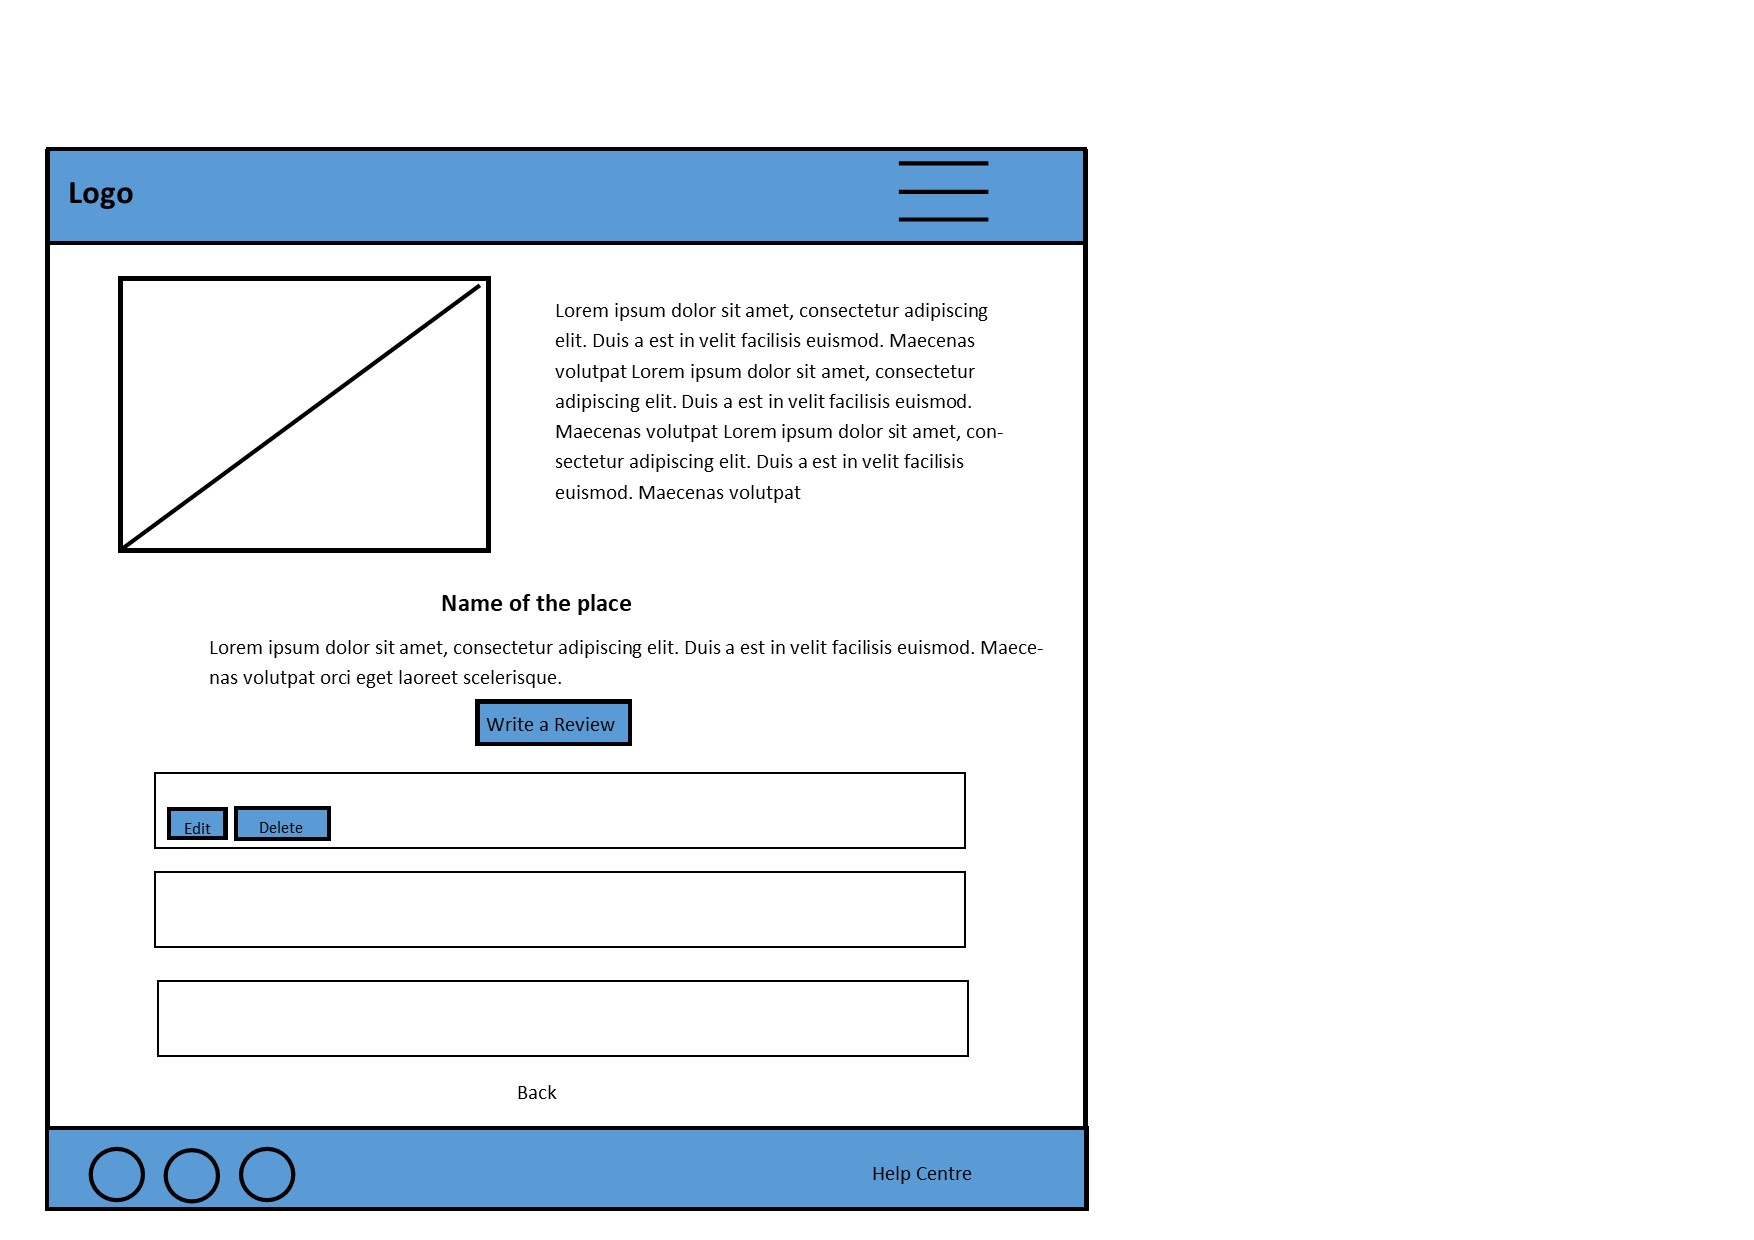 Logo
Lorem ipsum dolor sit amet, consectetur adipiscing
elit. Duis a est in velit facilisis euismod. Maecenas
volutpat Lorem ipsum dolor sit amet, consectetur
adipiscing elit. Duis a est in velit facilisis euismod.
Maecenas volutpat Lorem ipsum dolor sit amet, con-
sectetur adipiscing elit. Duis a est in velit facilisis
euismod. Maecenas volutpat
Name of the place
Lorem ipsum dolor sit amet, consectetur adipiscing elit. Duis a est in velit facilisis euismod. Maece-
nas volutpat orci eget laoreet scelerisque.
Write a Review
Edit Delete
Back
Help Centre